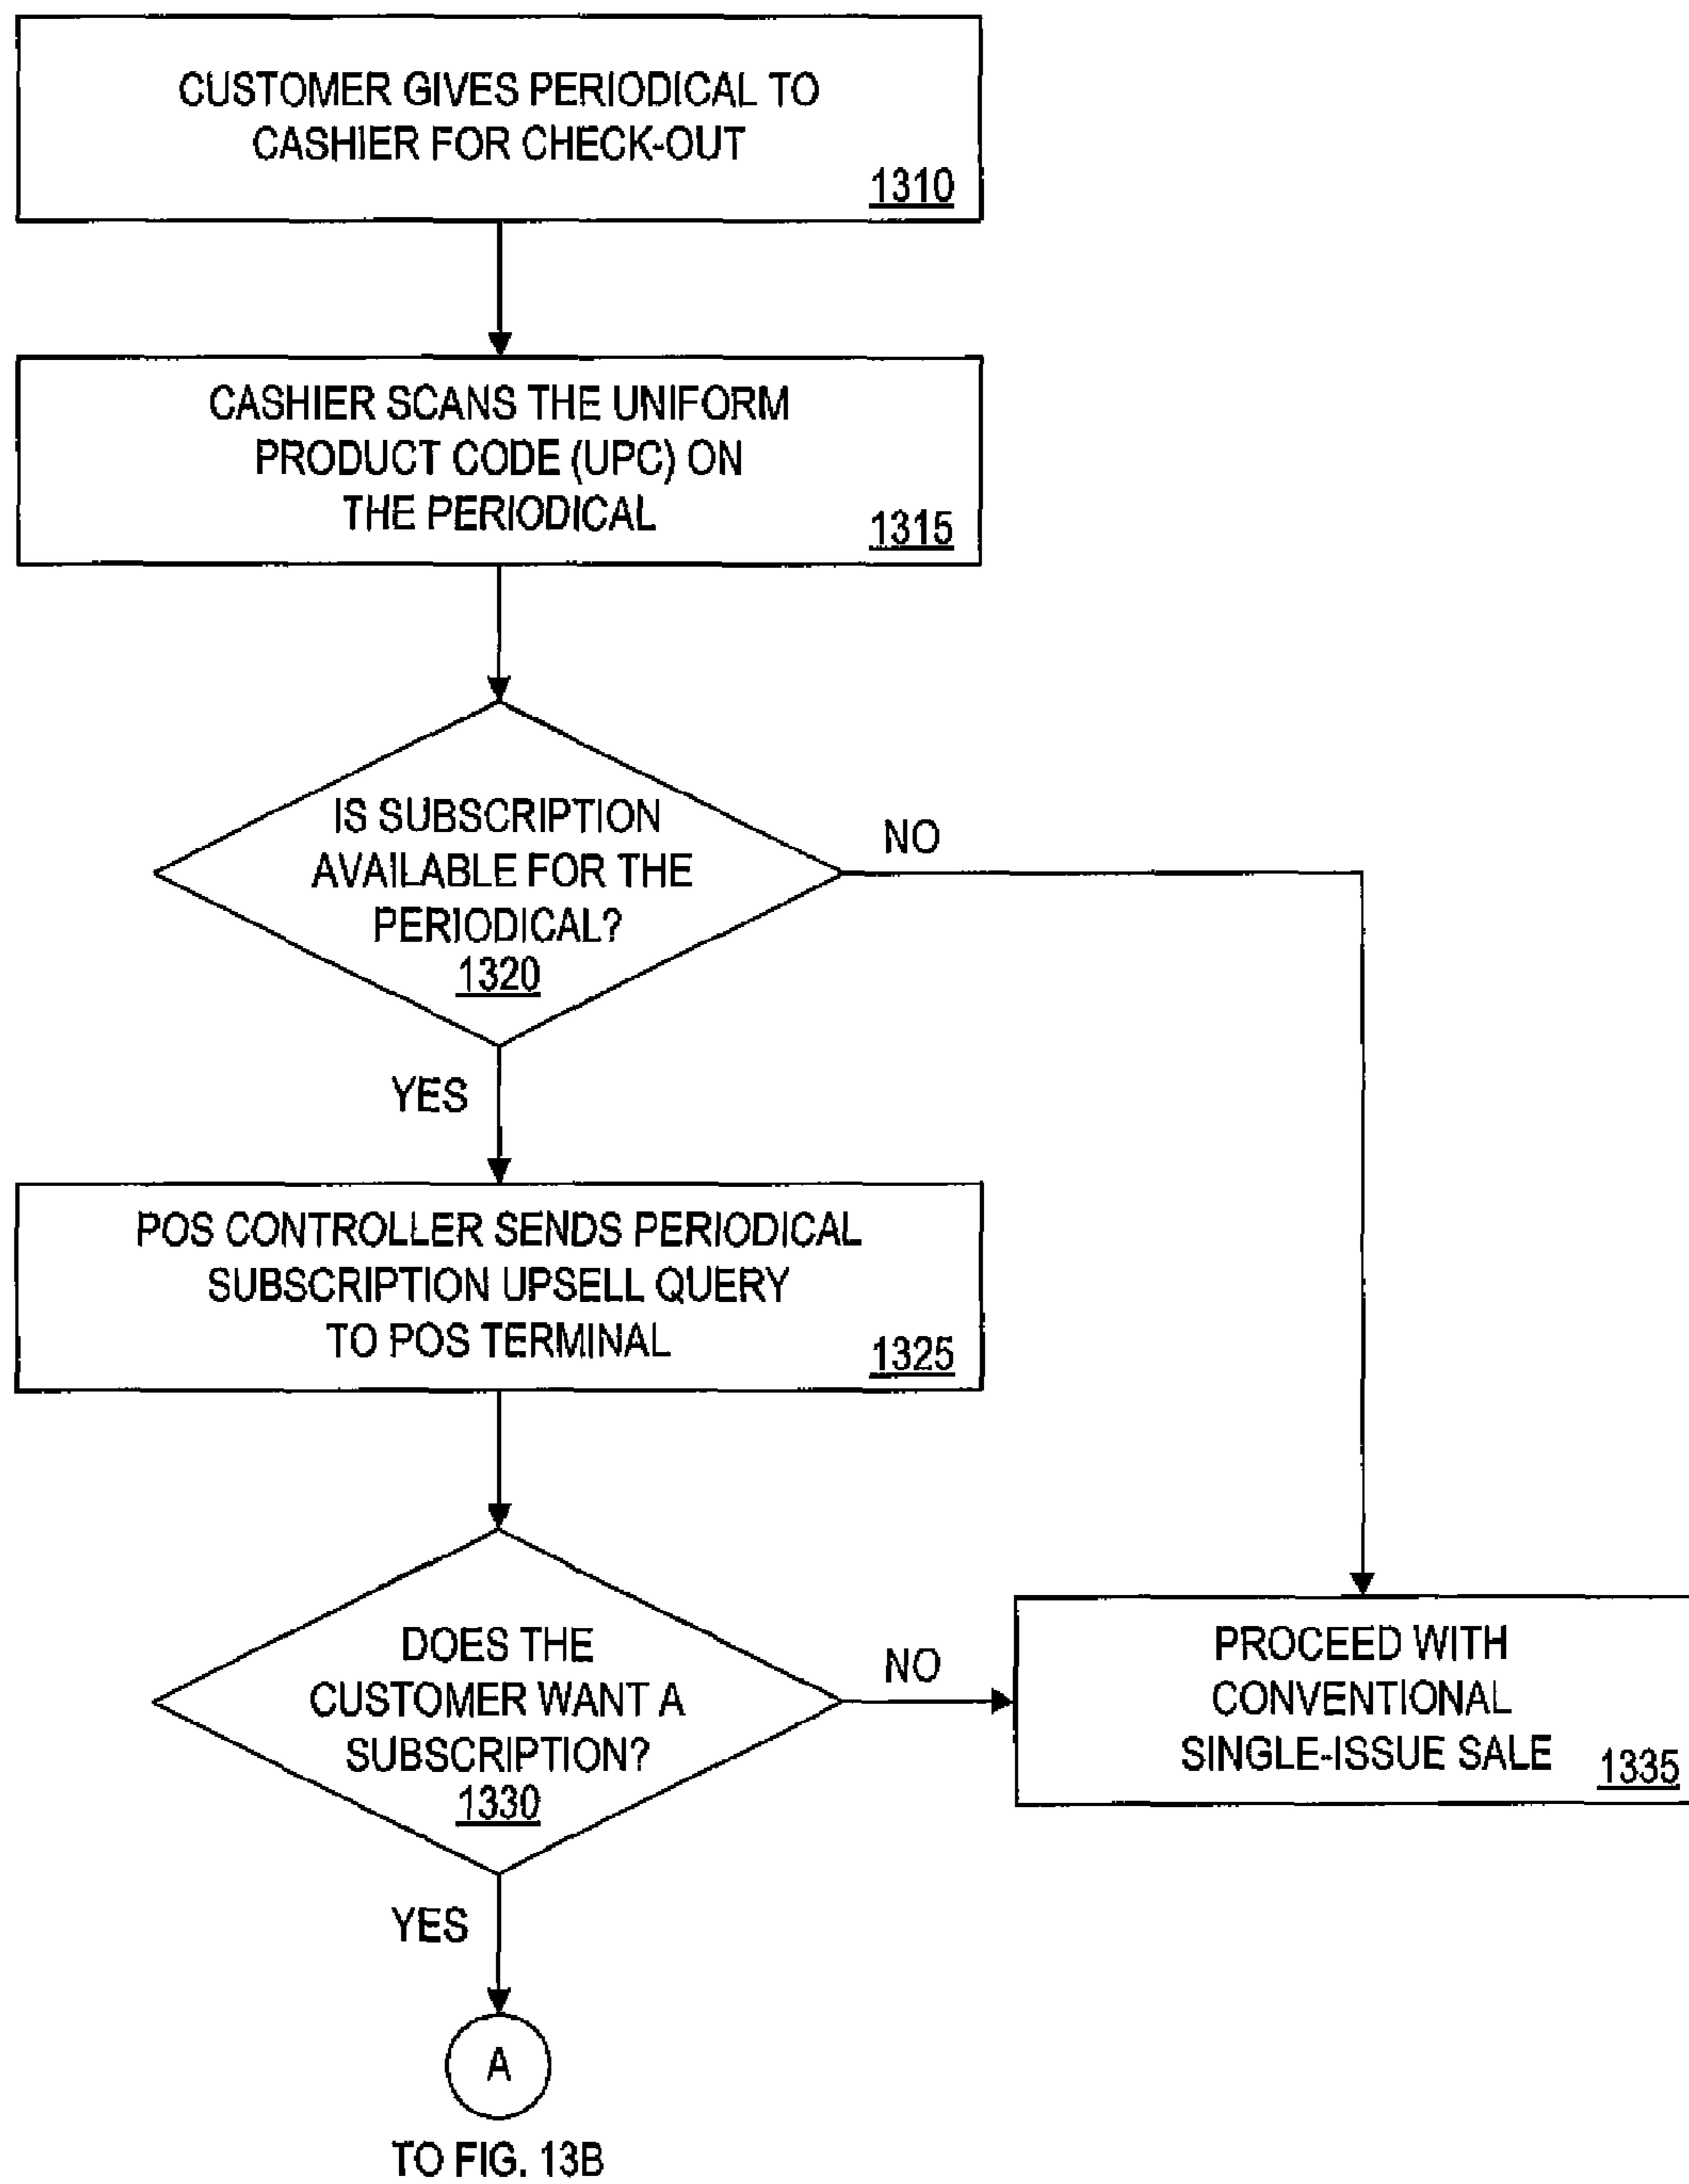 CUSTOMER GIVES PERIODICAL TO
CASHIER FOR CHECK-OUT
1310
CASHIER SCANS THE UNIFORM
PRODUCT CODE (UPC) ON
THE PERIODICAL
1315
IS SUBSCRIPTION
AVAILABLE FOR THE
PERIODICAL?
1320
NO
YES
POS CONTROLLER SENDS PERIODICAL
SUBSCRIPTION UPSELL QUERY
TO POS TERMINAL
1325
DOES THE
CUSTOMER WANT A
SUBSCRIPTION?
1330
NO
PROCEED WITH
CONVENTIONAL
SINGLE-ISSUE SALE
1335
YES
A
TO FIG. 13B